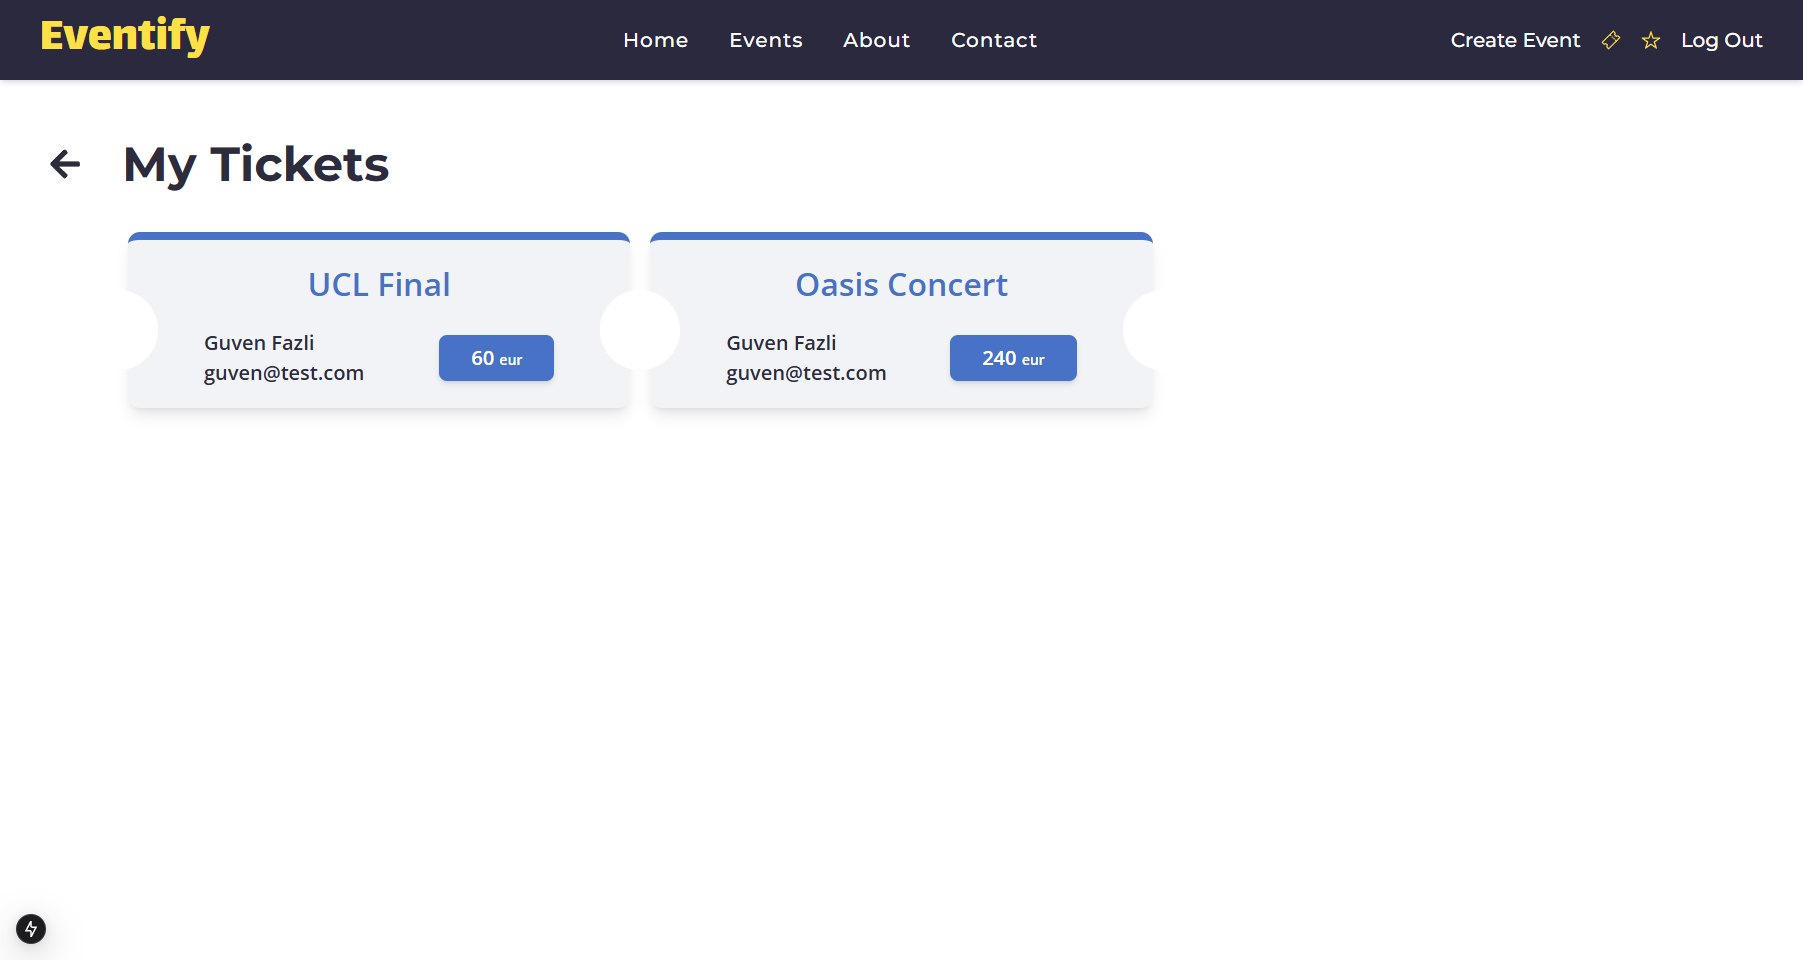 Eventify
Home Events About Contact
Create Event Log Out
My Tickets
UCL Final
Guven Fazli
guven@test.com
60 eur
Oasis Concert
Guven Fazli
guven@test.com
240 eur